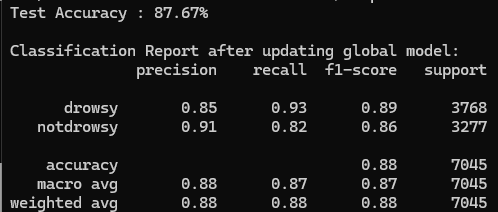 Test Accuracy : 87.67%
Classification Report after updating global model:
precision recall f1-score support
drowsy 0.85 0.93 0.89 3768
notdrowsy 0.91 0.82 0.86 3277
accuracy 0.88 7045
macro avg 0.88 0.87 0.87 7045
weighted avg 0.88 0.88 0.88 7045